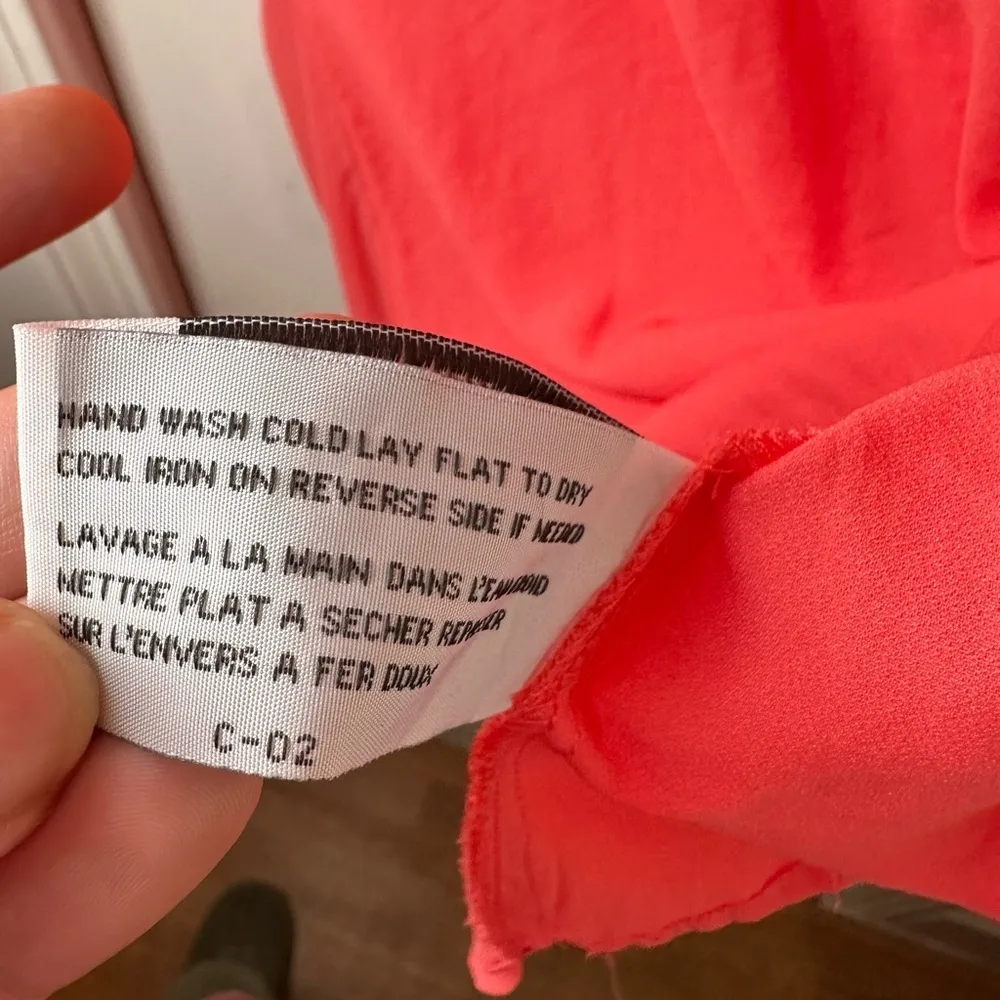 HAND WASH COLD LAY FLAT TO DRY
COOL IRON ON REVERSE SIDE IF NEEDED
LAVAGE A LA MAIN DANS L'EAU FROID
METTRE PLAT A SECHER REPASSER
SUR L'ENVERS A FER DOUX
C-02